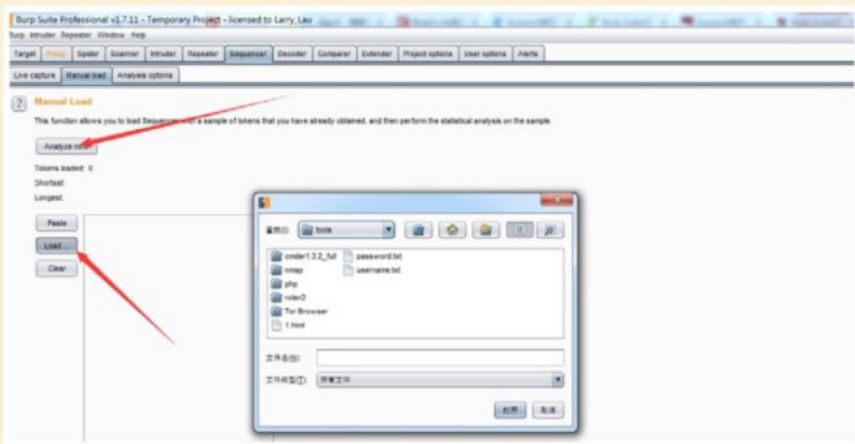 Burp Suite Professional v1.7.11 - Temporary Project - licensed to Larry_Lau
Burp Intruder Repeater Window Help
Target Proxy Spider Scanner Intruder Repeater Sequencer Decoder Comparer Extender Project options User options Alerts
Live capture Manual load Analysis options
? Manual Load
This function allows you to load Sequencer with a sample of tokens that you have already obtained, and then perform the statistical analysis on the sample.
Analyze now
Tokens loaded: 0
Shortest:
Longest:
Paste
Load ...
Clear
tools
cmder1.3.2_full password.txt
nmap username.txt
php
Tor Browser
1.html
文件名(N):
文件类型(T): 所有文件
打开 取消